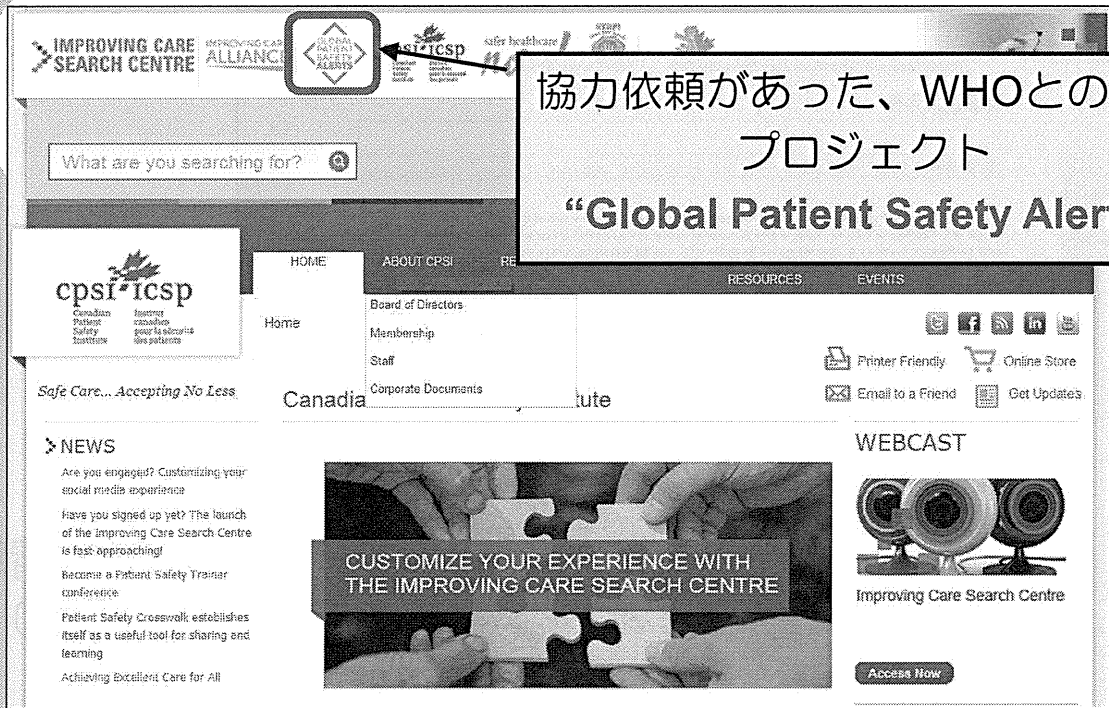 IMPROVING CARE
SEARCH CENTRE
IMPROVING CARE
ALLIANCE
GLOBAL
PATIENT
SAFETY
ALERTS
cpsi icsp
safer healthcare
協力依頼があった、WHOとの
プロジェクト
“Global Patient Safety Aler
What are you searching for?
HOME
ABOUT CPSI
RE
RESOURCES
EVENTS
cpsi icsp
Canadian Patient Safety Institute
Institut canadien pour la sécurité des patients
Safe Care... Accepting No Less
Home
Board of Directors
Membership
Staff
Corporate Documents
Printer Friendly
Online Store
Email to a Friend
Get Updates
Canadia
tute
NEWS
Are you engaged? Customizing your
social media experience
Have you signed up yet? The launch
of the Improving Care Search Centre
is fast approaching!
Become a Patient Safety Trainer
conference
Patient Safety Crosswalk establishes
itself as a useful tool for sharing and
learning
Achieving Excellent Care for All
CUSTOMIZE YOUR EXPERIENCE WITH
THE IMPROVING CARE SEARCH CENTRE
WEBCAST
Improving Care Search Centre
Access Now